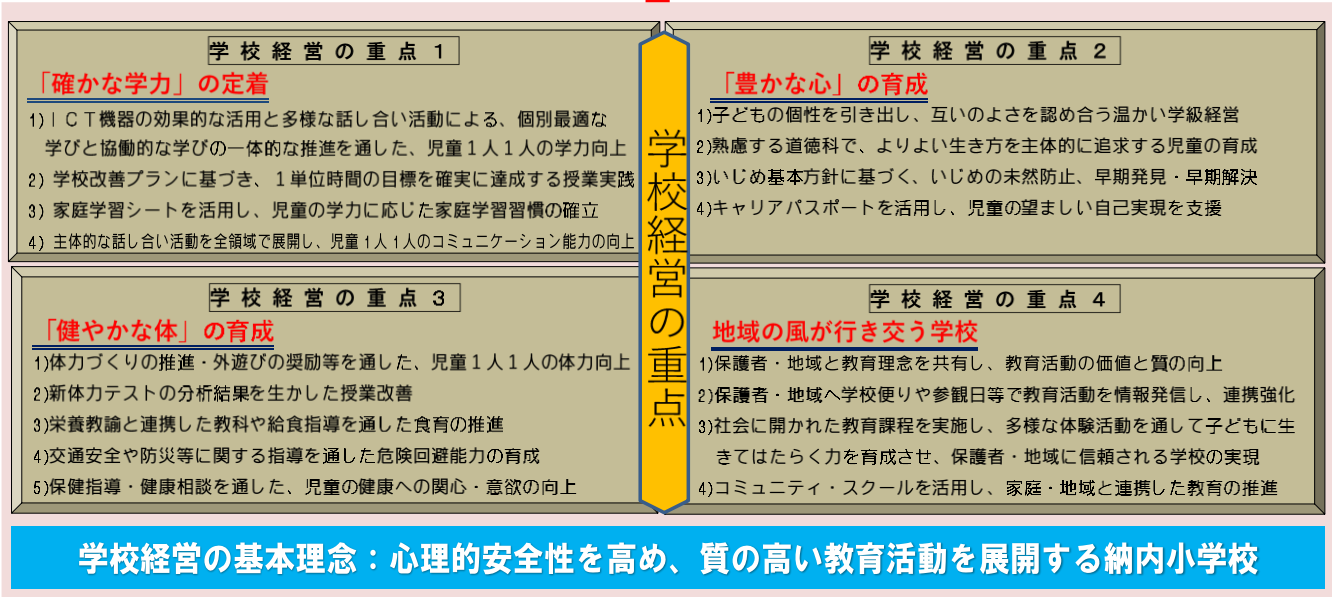 学校経営の重点１
「確かな学力」の定着
1)ＩＣＴ機器の効果的な活用と多様な話し合い活動による、個別最適な
学びと協働的な学びの一体的な推進を通した、児童１人１人の学力向上
2) 学校改善プランに基づき、１単位時間の目標を確実に達成する授業実践
3) 家庭学習シートを活用し、児童の学力に応じた家庭学習習慣の確立
4) 主体的な話し合い活動を全領域で展開し、児童１人１人のコミュニケーション能力の向上
学校経営の重点２
「豊かな心」の育成
1)子どもの個性を引き出し、互いのよさを認め合う温かい学級経営
2)熟慮する道徳科で、よりよい生き方を主体的に追求する児童の育成
3)いじめ基本方針に基づく、いじめの未然防止、早期発見・早期解決
4)キャリアパスポートを活用し、児童の望ましい自己実現を支援
学校経営の重点
学校経営の重点３
「健やかな体」の育成
1)体力づくりの推進・外遊びの奨励等を通した、児童１人１人の体力向上
2)新体力テストの分析結果を生かした授業改善
3)栄養教諭と連携した教科や給食指導を通した食育の推進
4)交通安全や防災等に関する指導を通した危険回避能力の育成
5)保健指導・健康相談を通した、児童の健康への関心・意欲の向上
学校経営の重点４
地域の風が行き交う学校
1)保護者・地域と教育理念を共有し、教育活動の価値と質の向上
2)保護者・地域へ学校便りや参観日等で教育活動を情報発信し、連携強化
3)社会に開かれた教育課程を実施し、多様な体験活動を通して子どもに生
きてはたらく力を育成させ、保護者・地域に信頼される学校の実現
4)コミュニティ・スクールを活用し、家庭・地域と連携した教育の推進
学校経営の基本理念：心理的安全性を高め、質の高い教育活動を展開する納内小学校